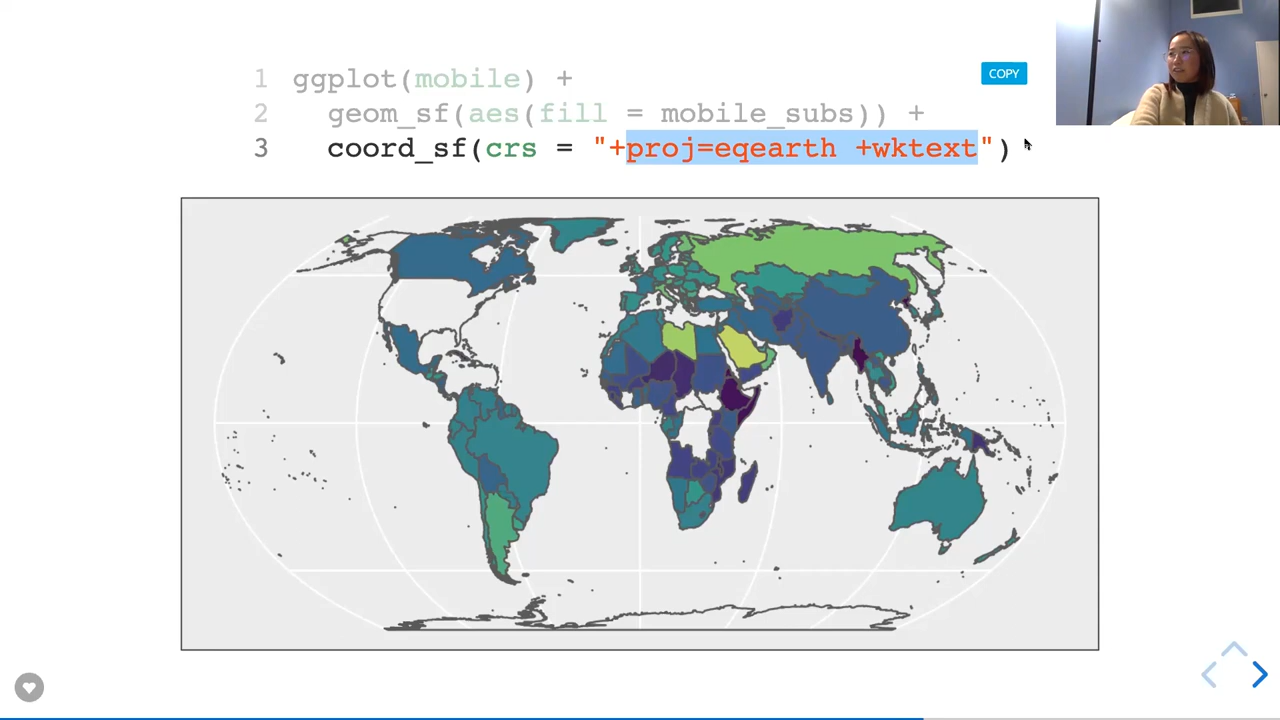 COPY
1 ggplot(mobile) +
2 geom_sf(aes(fill = mobile_subs)) +
3 coord_sf(crs = "+proj=eqearth +wktext")